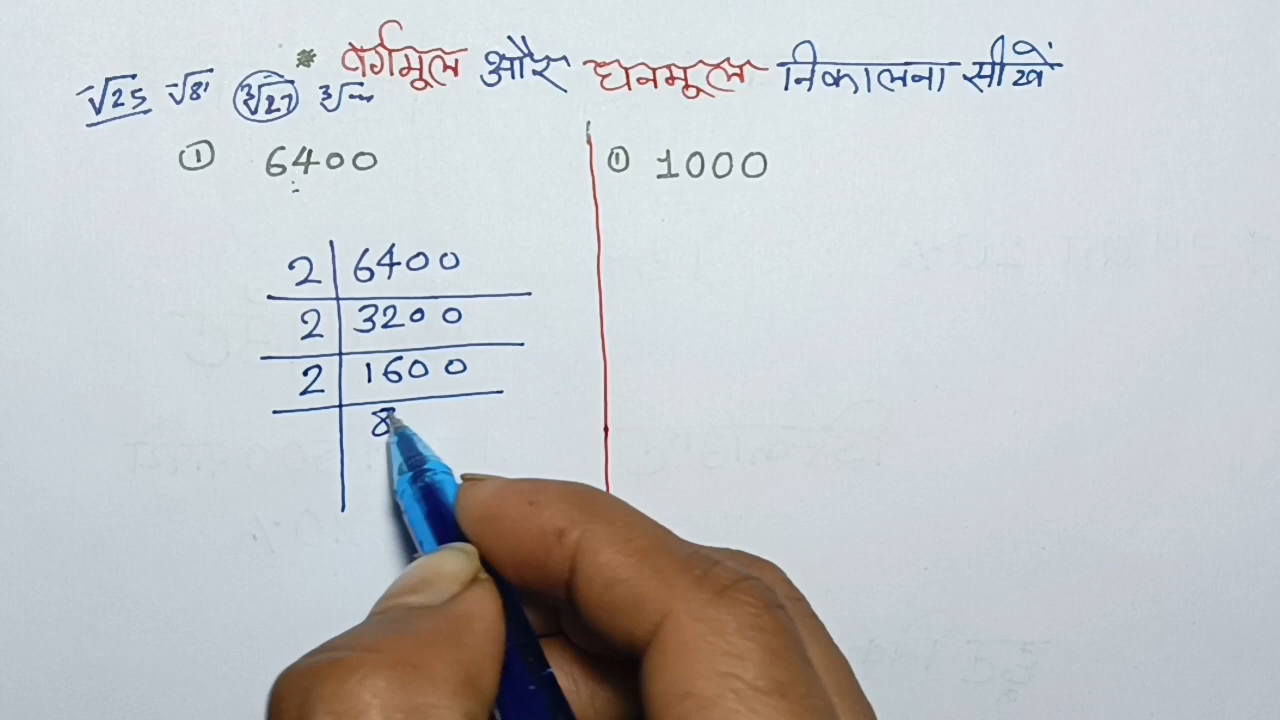 * वर्गमूल और घनमूल निकालना सीखें
√25 √81 ∛27 ∛
① 6400
① 1000
2 | 6400
2 | 3200
2 | 1600
8